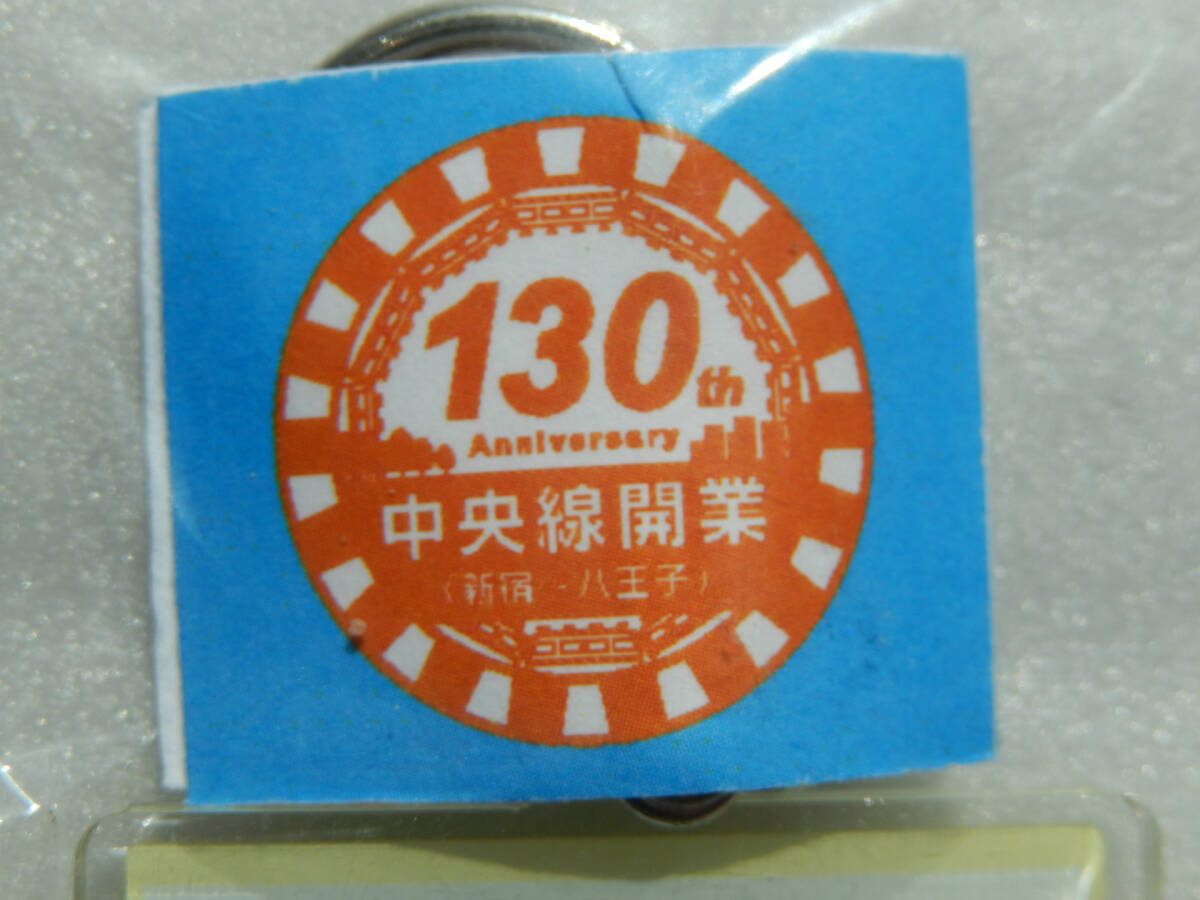 130th
Anniversary
中央線開業
（新宿～八王子）